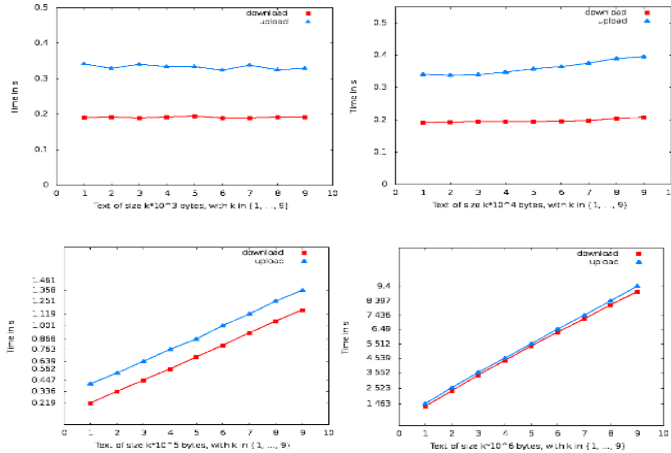 download
upload
0.5
0.4
0.3
0.2
0.1
0
Time in s
0 1 2 3 4 5 6 7 8 9 10
Text of size k*10^3 bytes, with k in {1, ..., 9}
download
upload
0.5
0.4
0.3
0.2
0.1
0
Time in s
0 1 2 3 4 5 6 7 8 9 10
Text of size k*10^4 bytes, with k in {1, ..., 9}
download
upload
1.461
1.358
1.251
1.119
1.031
0.856
0.753
0.639
0.552
0.447
0.336
0.219
Time in s
0 1 2 3 4 5 6 7 8 9 10
Text of size k*10^5 bytes, with k in {1, ..., 9}
download
upload
9.4
8.397
7.436
6.49
5.512
4.539
3.552
2.523
1.463
Time in s
0 1 2 3 4 5 6 7 8 9 10
Text of size k*10^6 bytes, with k in {1, ..., 9}